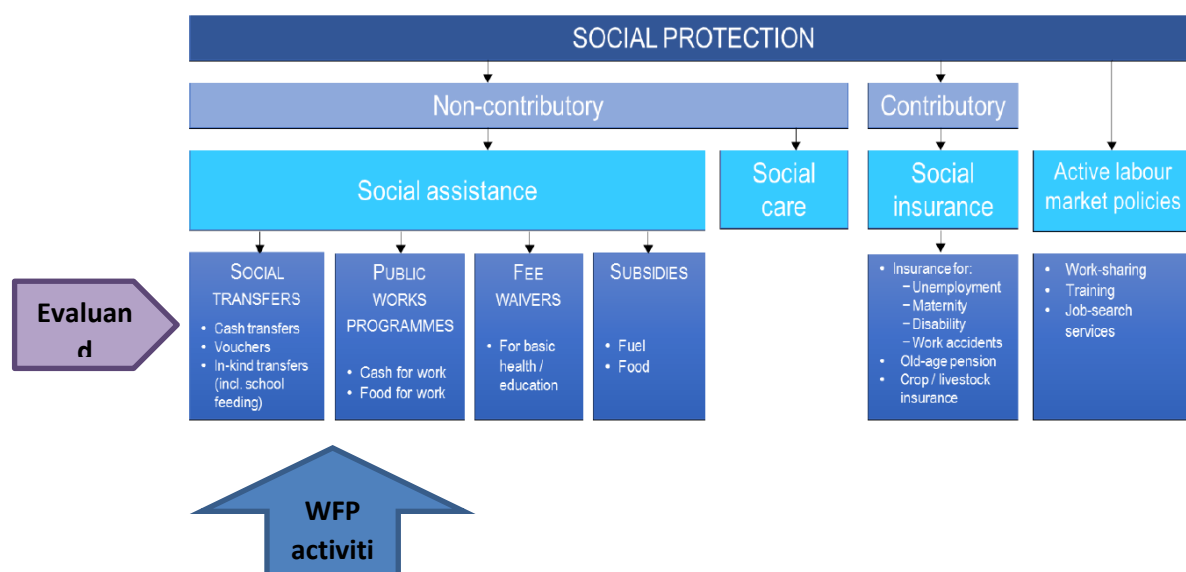 SOCIAL PROTECTION
Non-contributory
Contributory
Social assistance
Social
care
Social
insurance
Active labour
market policies
Evaluan
d
SOCIAL
TRANSFERS
• Cash transfers
• Vouchers
• In-kind transfers
(incl. school
feeding)
PUBLIC
WORKS
PROGRAMMES
• Cash for work
• Food for work
FEE
WAIVERS
• For basic
health /
education
SUBSIDIES
• Fuel
• Food
• Insurance for:
– Unemployment
– Maternity
– Disability
– Work accidents
• Old-age pension
• Crop / livestock
insurance
• Work-sharing
• Training
• Job-search
services
WFP
activiti